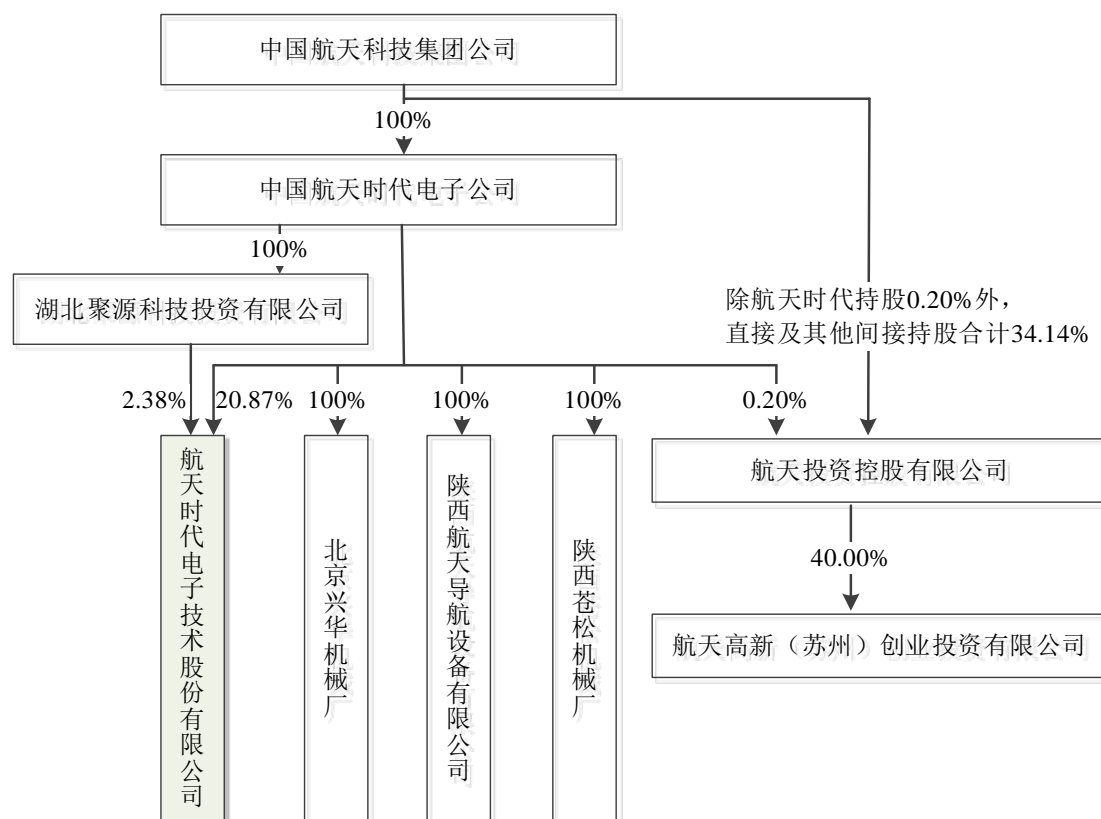 中国航天科技集团公司
100%
中国航天时代电子公司
100%
湖北聚源科技投资有限公司
除航天时代持股0.20%外，
直接及其他间接持股合计34.14%
2.38%
20.87%
100%
100%
100%
0.20%
航天时代电子技术股份有限公司
北京兴华机械厂
陕西航天导航设备有限公司
陕西苍松机械厂
航天投资控股有限公司
40.00%
航天高新（苏州）创业投资有限公司